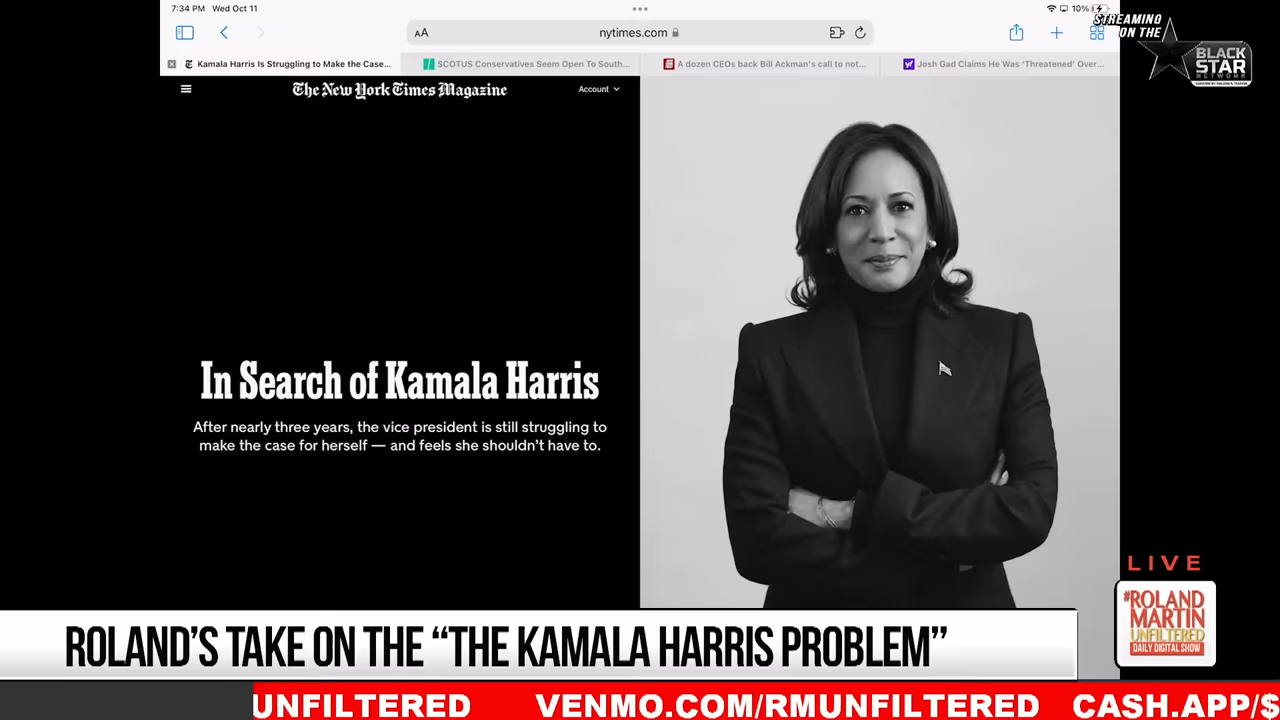 7:34 PM Wed Oct 11
10%
STREAMING
ON THE
AA
nytimes.com
BLACK
STAR
NETWORK
Kamala Harris Is Struggling to Make the Case...
SCOTUS Conservatives Seem Open To South...
A dozen CEOs back Bill Ackman's call to not...
Josh Gad Claims He Was 'Threatened' Over...
The New York Times Magazine
Account
In Search of Kamala Harris
After nearly three years, the vice president is still struggling to
make the case for herself — and feels she shouldn't have to.
LIVE
#ROLAND
MARTIN
UNFILTERED
DAILY DIGITAL SHOW
ROLAND'S TAKE ON THE “THE KAMALA HARRIS PROBLEM”
UNFILTERED VENMO.COM/RMUNFILTERED CASH.APP/$